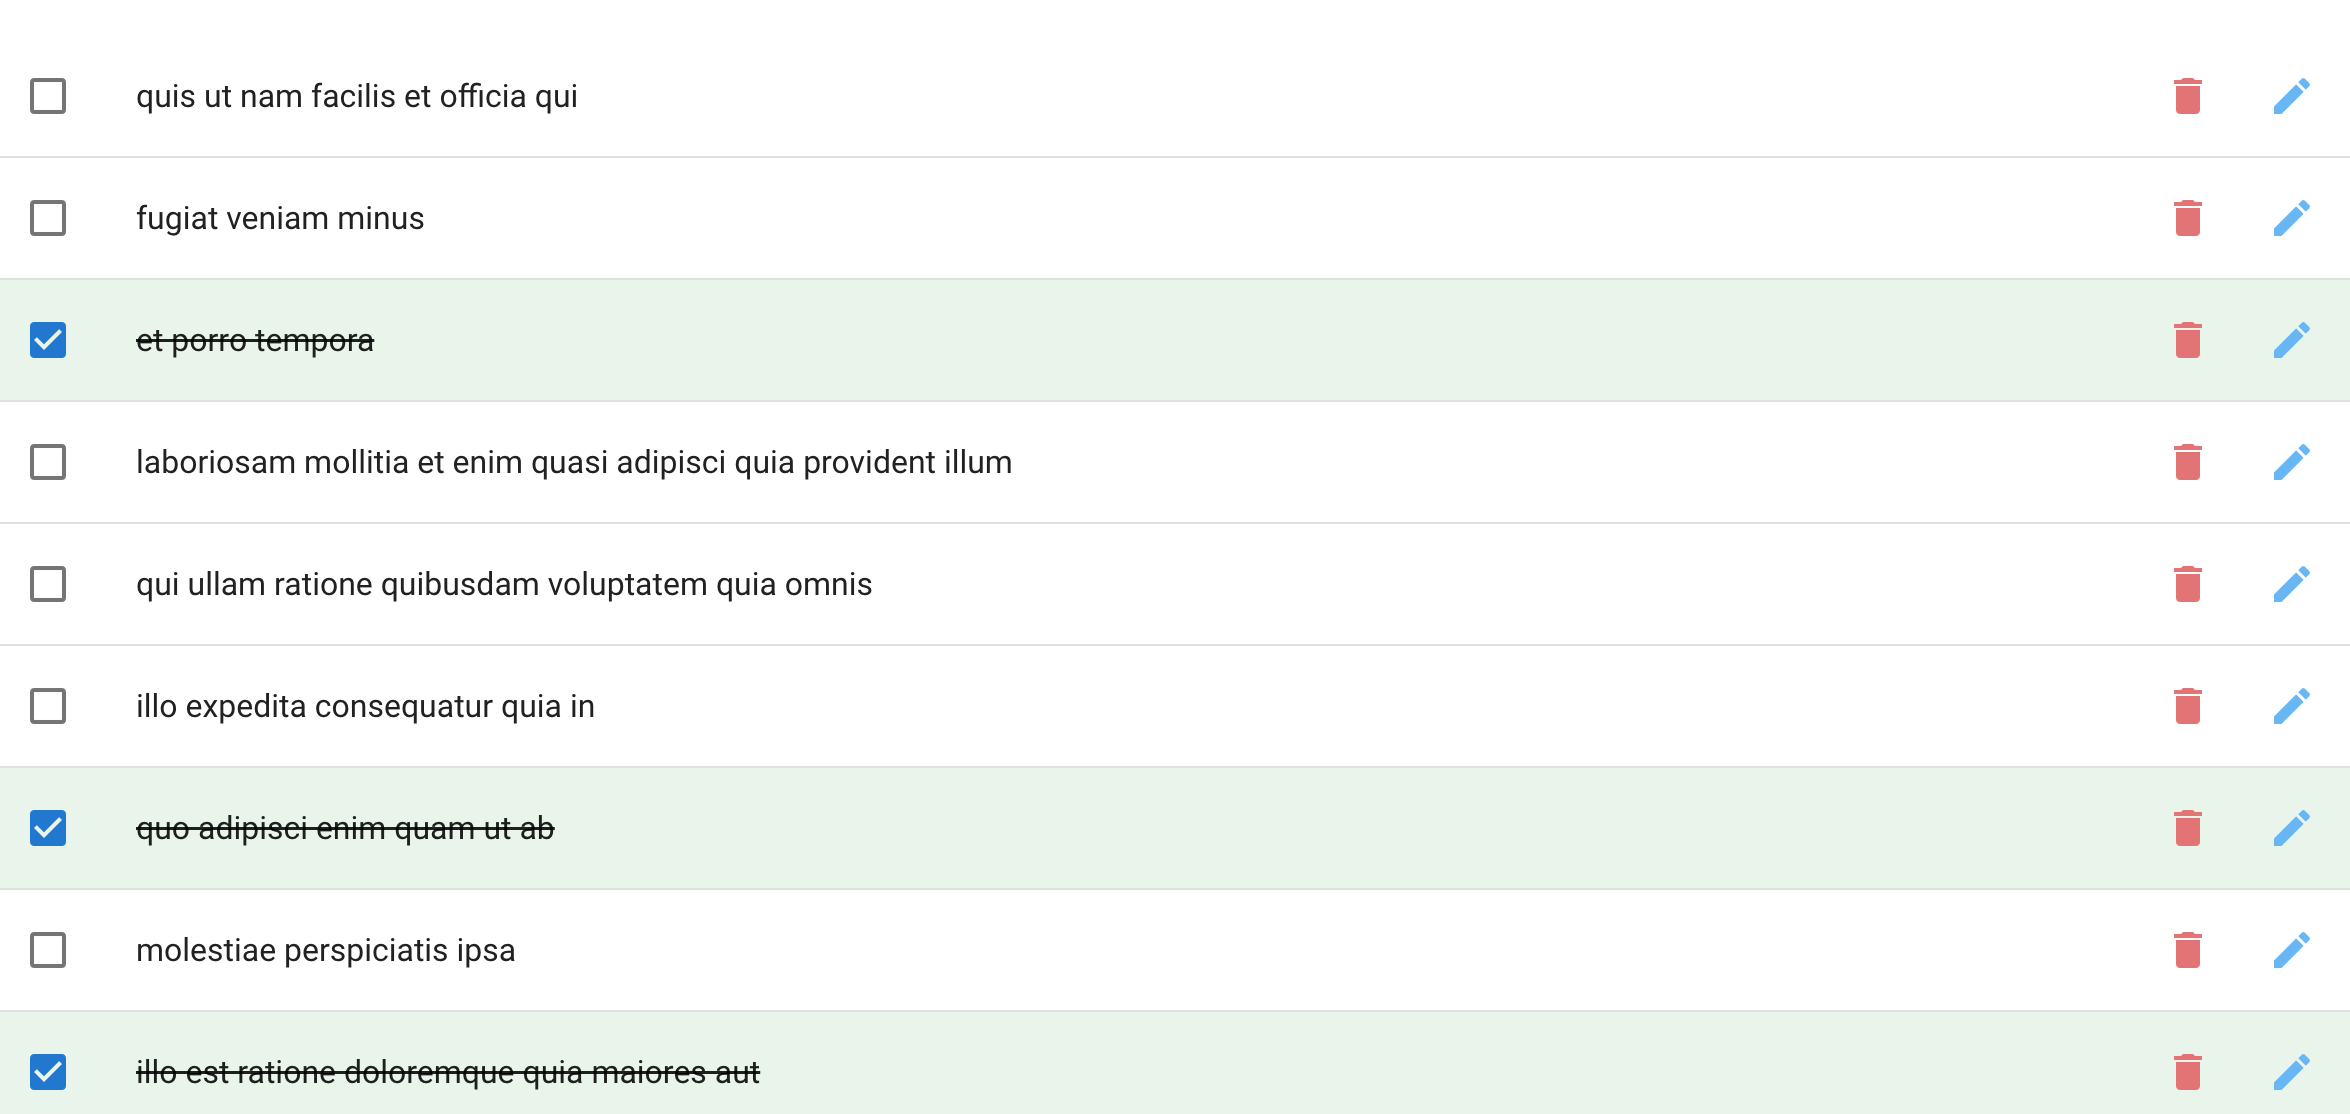 quis ut nam facilis et officia qui
fugiat veniam minus
et porro tempora
laboriosam mollitia et enim quasi adipisci quia provident illum
qui ullam ratione quibusdam voluptatem quia omnis
illo expedita consequatur quia in
quo adipisci enim quam ut ab
molestiae perspiciatis ipsa
illo est ratione doloremque quia maiores aut